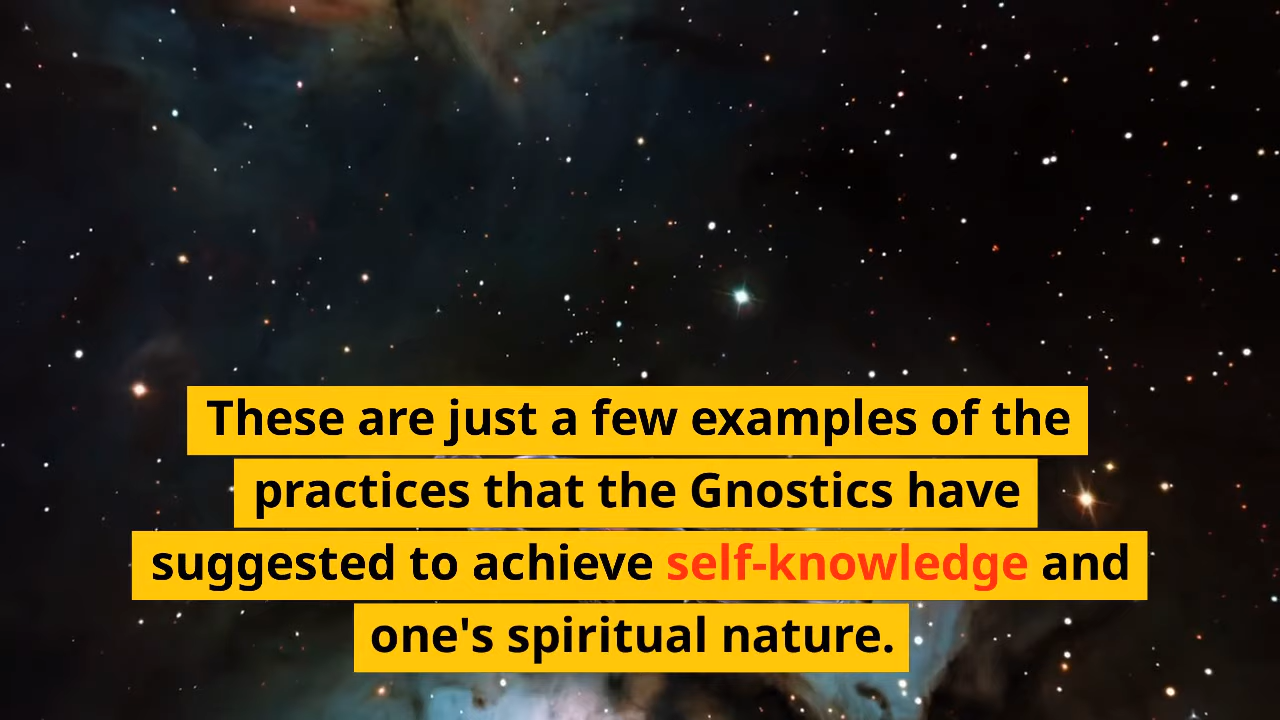 These are just a few examples of the
practices that the Gnostics have
suggested to achieve self-knowledge and
one's spiritual nature.